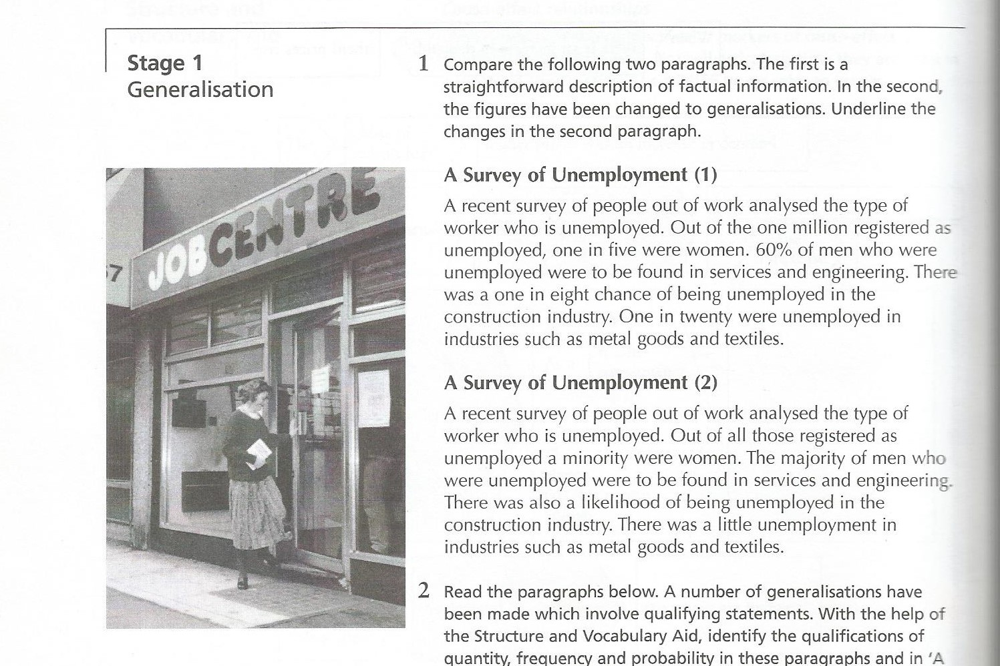 Stage 1
Generalisation
1 Compare the following two paragraphs. The first is a
straightforward description of factual information. In the second,
the figures have been changed to generalisations. Underline the
changes in the second paragraph.
JOBCENTRE
57
A Survey of Unemployment (1)
A recent survey of people out of work analysed the type of
worker who is unemployed. Out of the one million registered as
unemployed, one in five were women. 60% of men who were
unemployed were to be found in services and engineering. There
was a one in eight chance of being unemployed in the
construction industry. One in twenty were unemployed in
industries such as metal goods and textiles.
A Survey of Unemployment (2)
A recent survey of people out of work analysed the type of
worker who is unemployed. Out of all those registered as
unemployed a minority were women. The majority of men who
were unemployed were to be found in services and engineering.
There was also a likelihood of being unemployed in the
construction industry. There was a little unemployment in
industries such as metal goods and textiles.
2 Read the paragraphs below. A number of generalisations have
been made which involve qualifying statements. With the help of
the Structure and Vocabulary Aid, identify the qualifications of
quantity, frequency and probability in these paragraphs and in 'A